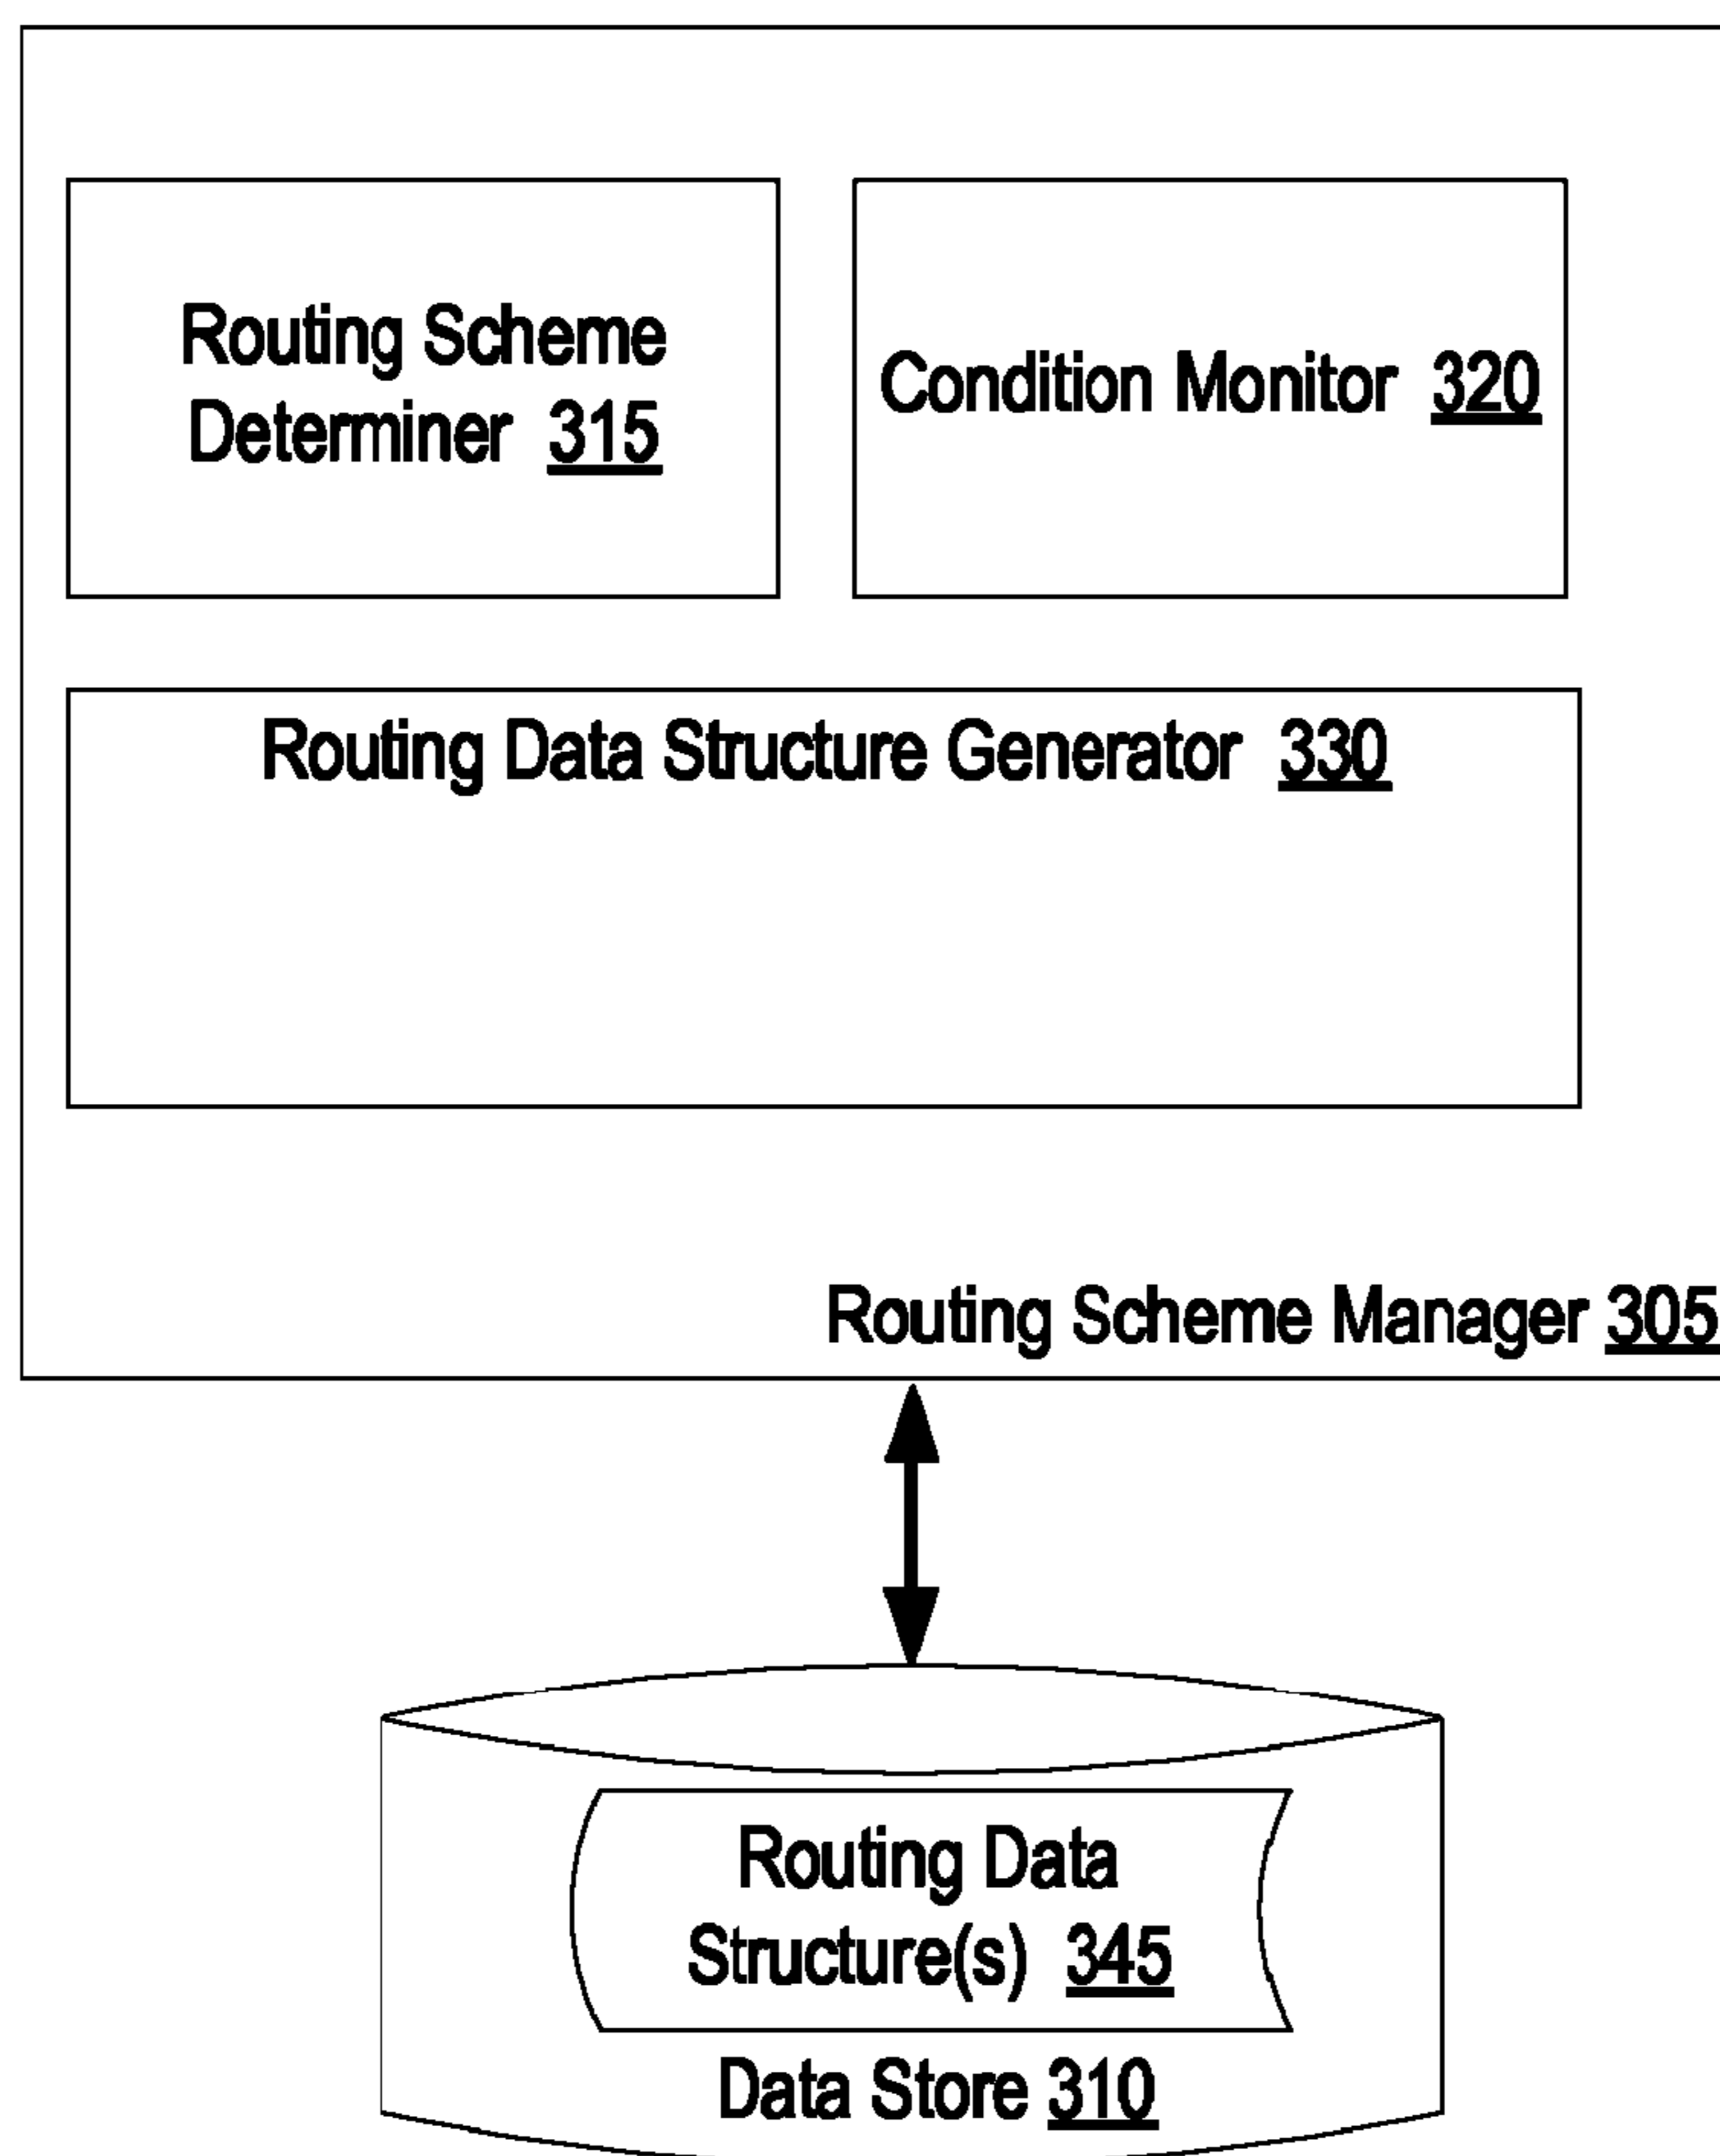 Routing Scheme
Determiner 315
Condition Monitor 320
Routing Data Structure Generator 330
Routing Scheme Manager 305
Routing Data
Structure(s) 345
Data Store 310